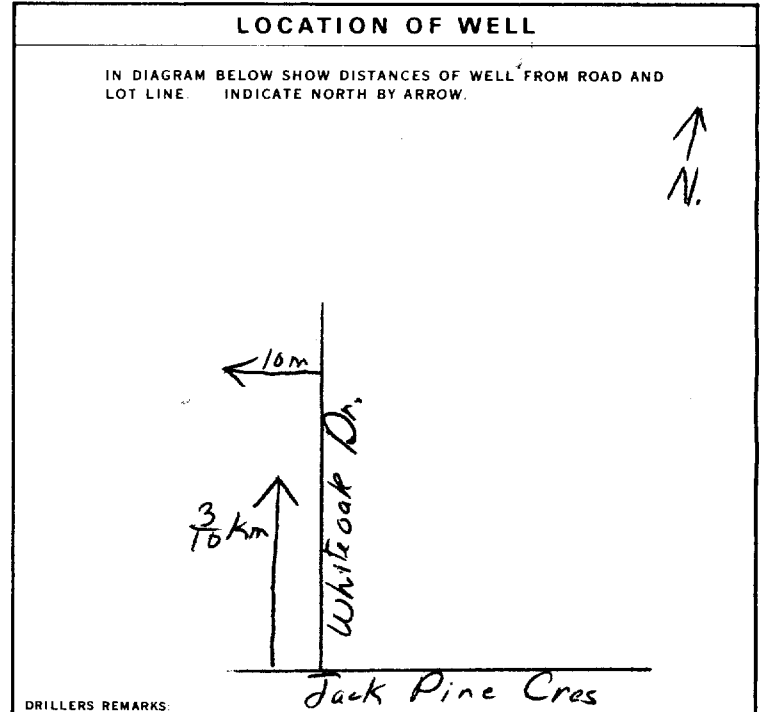 LOCATION OF WELL
IN DIAGRAM BELOW SHOW DISTANCES OF WELL FROM ROAD AND
LOT LINE. INDICATE NORTH BY ARROW.
N.
10m
Whiteoak Dr.
3/10 km
Jack Pine Cres
DRILLERS REMARKS: